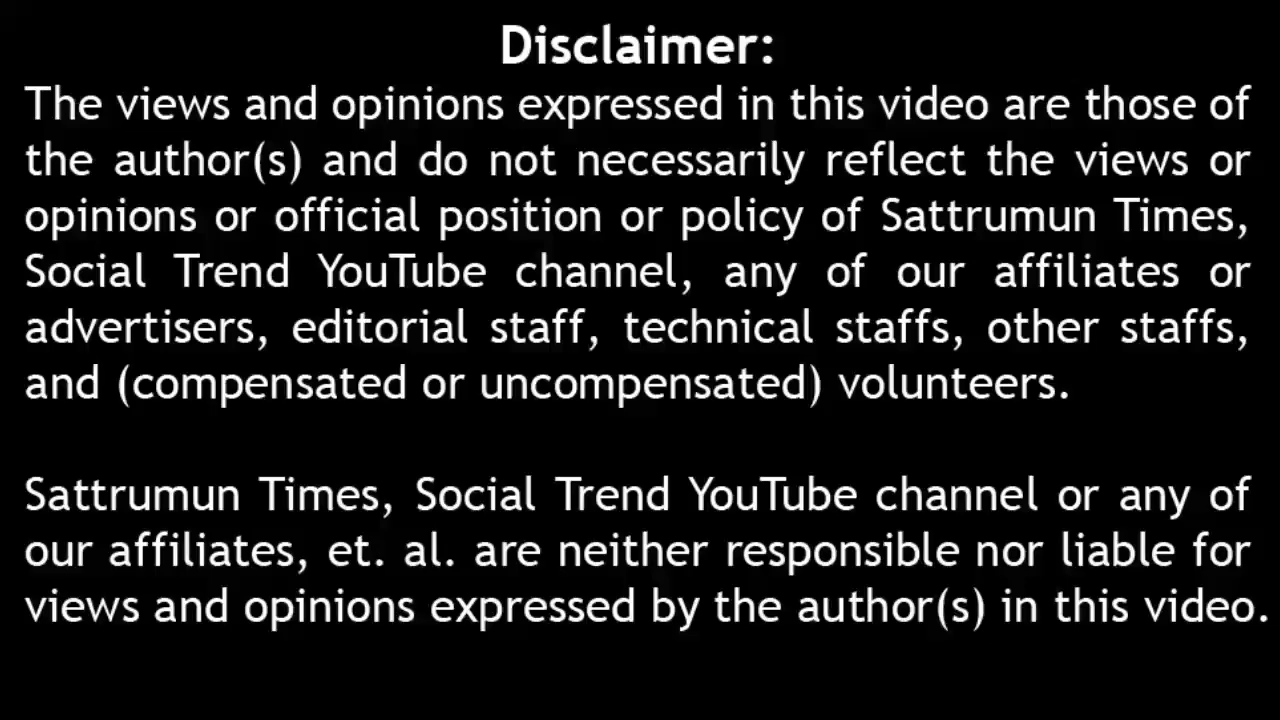 Disclaimer:
The views and opinions expressed in this video are those of
the author(s) and do not necessarily reflect the views or
opinions or official position or policy of Sattrumun Times,
Social Trend YouTube channel, any of our affiliates or
advertisers, editorial staff, technical staffs, other staffs,
and (compensated or uncompensated) volunteers.
Sattrumun Times, Social Trend YouTube channel or any of
our affiliates, et. al. are neither responsible nor liable for
views and opinions expressed by the author(s) in this video.